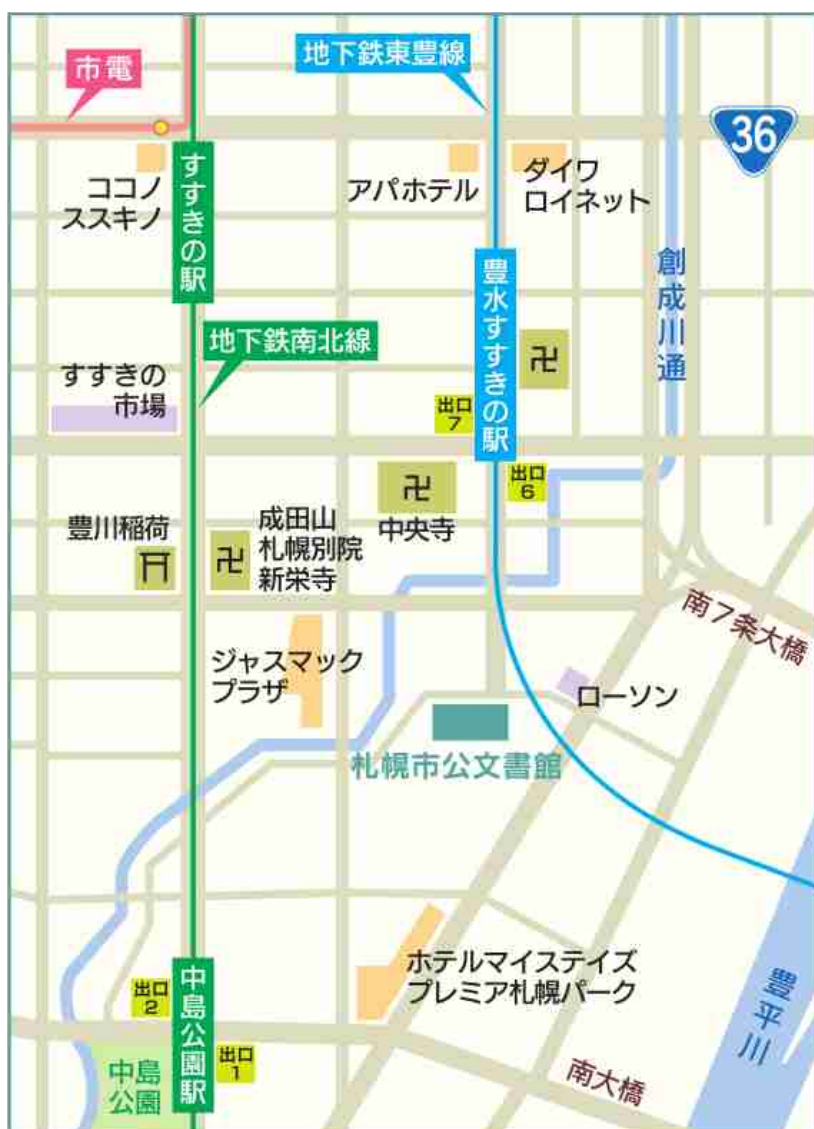 市電
地下鉄東豊線
36
ココノ
ススキノ
すすきの駅
アパホテル
ダイワ
ロイネット
豊水すすきの駅
創成川通
地下鉄南北線
すすきの
市場
出口
7
卍
出口
6
卍
中央寺
豊川稲荷
卍
成田山
札幌別院
新栄寺
南7条大橋
ジャスマック
プラザ
ローソン
札幌市公文書館
ホテルマイステイズ
プレミア札幌パーク
豊平川
出口
2
中島公園駅
出口
1
中島
公園
南大橋